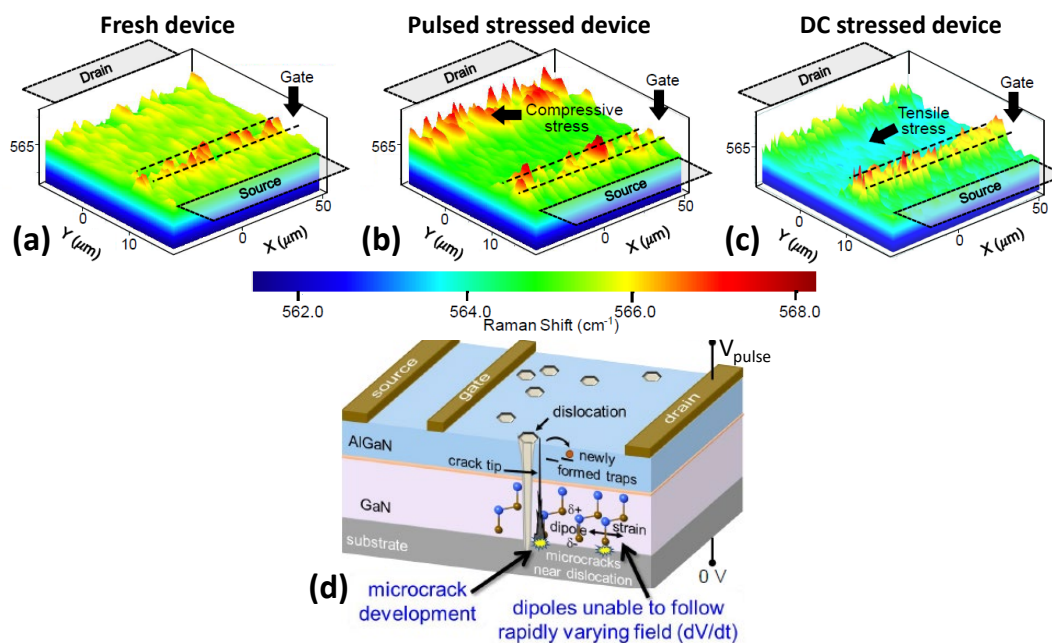 Fresh device
Pulsed stressed device
DC stressed device
Drain
Gate
565
Source
Y (μm)
0
10
X (μm)
0
50
(a)
Drain
Gate
Compressive
stress
565
Source
Y (μm)
0
10
X (μm)
0
50
(b)
Drain
Gate
Tensile
stress
565
Source
Y (μm)
0
10
X (μm)
0
50
(c)
562.0
564.0
566.0
568.0
Raman Shift (cm⁻¹)
Vpulse
source
gate
drain
dislocation
AlGaN
newly
formed traps
crack tip
GaN
δ+
dipole
strain
δ-
substrate
microcracks
near dislocation
0 V
(d)
microcrack
development
dipoles unable to follow
rapidly varying field (dV/dt)